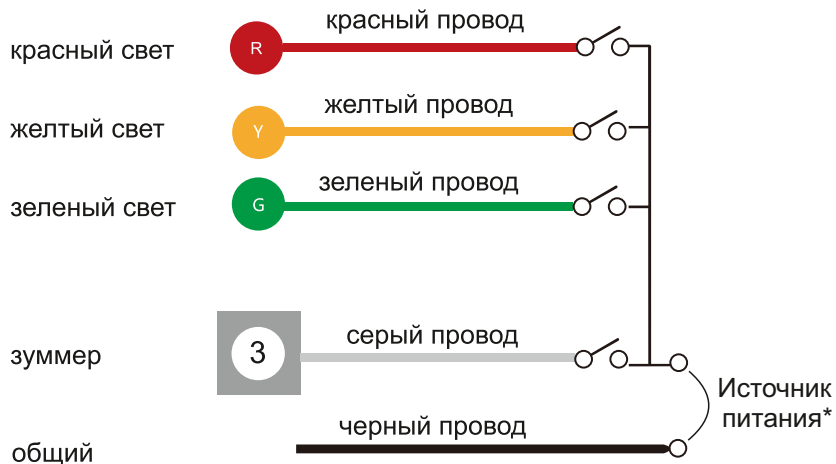 красный провод
красный свет
R
желтый провод
желтый свет
Y
зеленый провод
зеленый свет
G
серый провод
зуммер
З
Источник
питания*
черный провод
общий